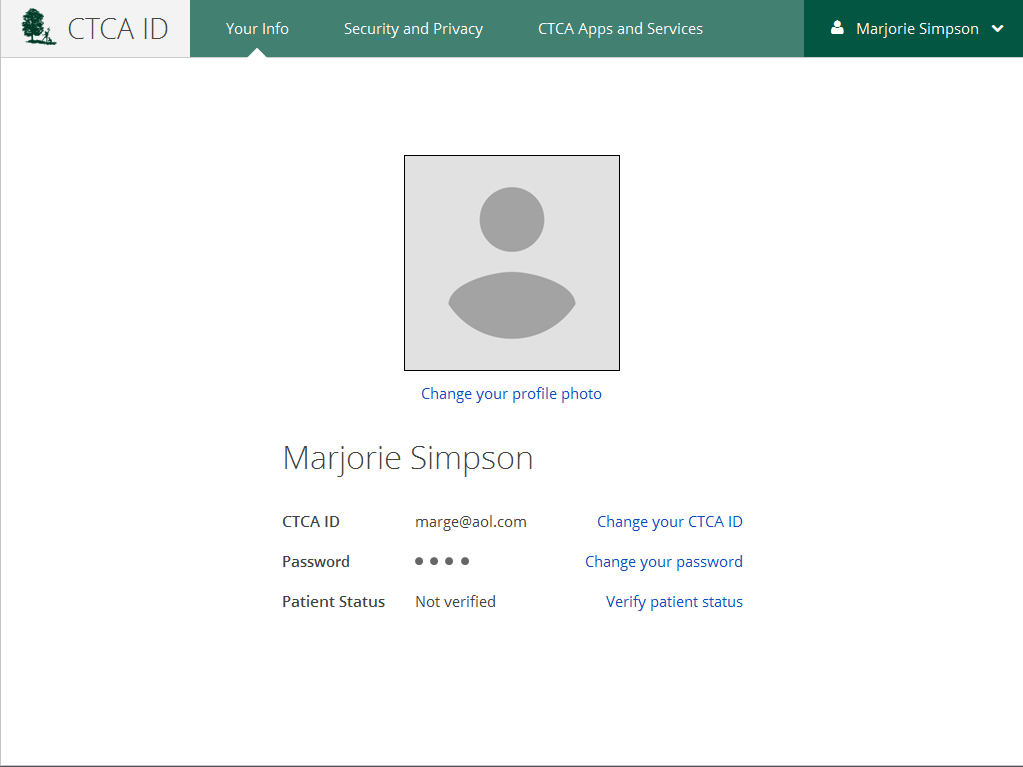 CTCA ID
Your Info
Security and Privacy
CTCA Apps and Services
Marjorie Simpson
Change your profile photo
Marjorie Simpson
CTCA ID marge@aol.com Change your CTCA ID
Password ● ● ● ● Change your password
Patient Status Not verified Verify patient status